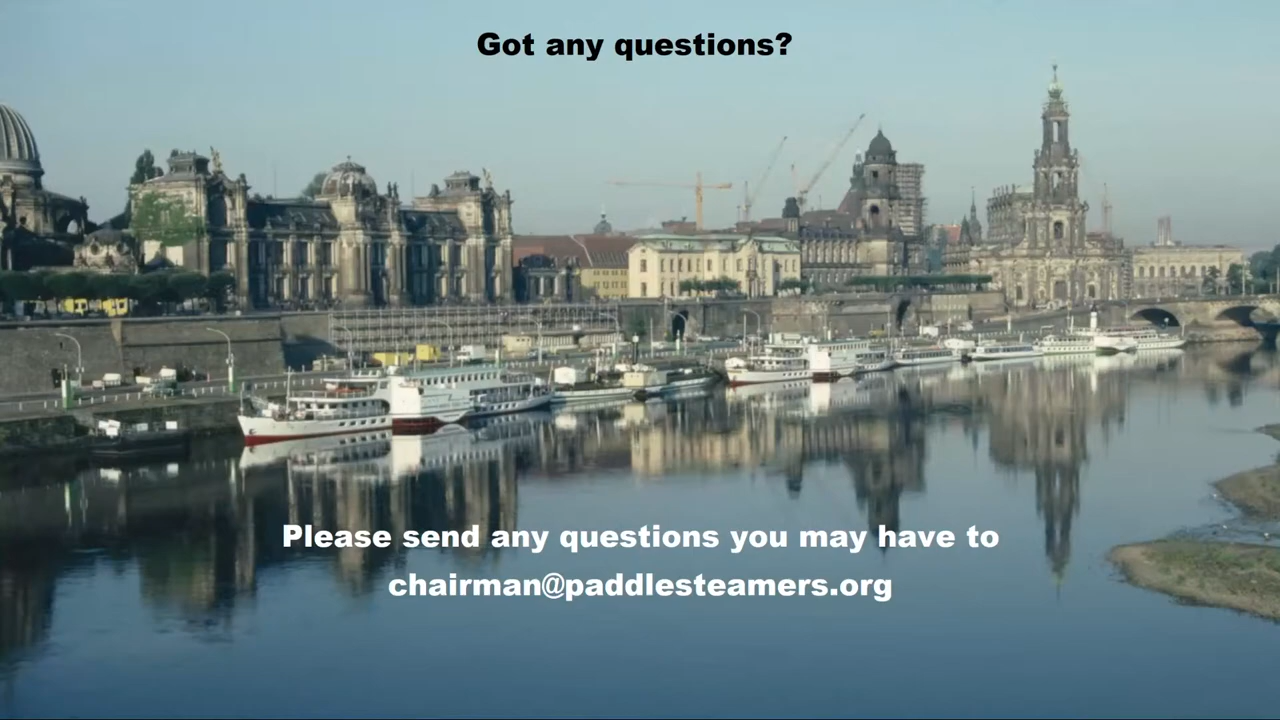 Got any questions?
Please send any questions you may have to
chairman@paddlesteamers.org